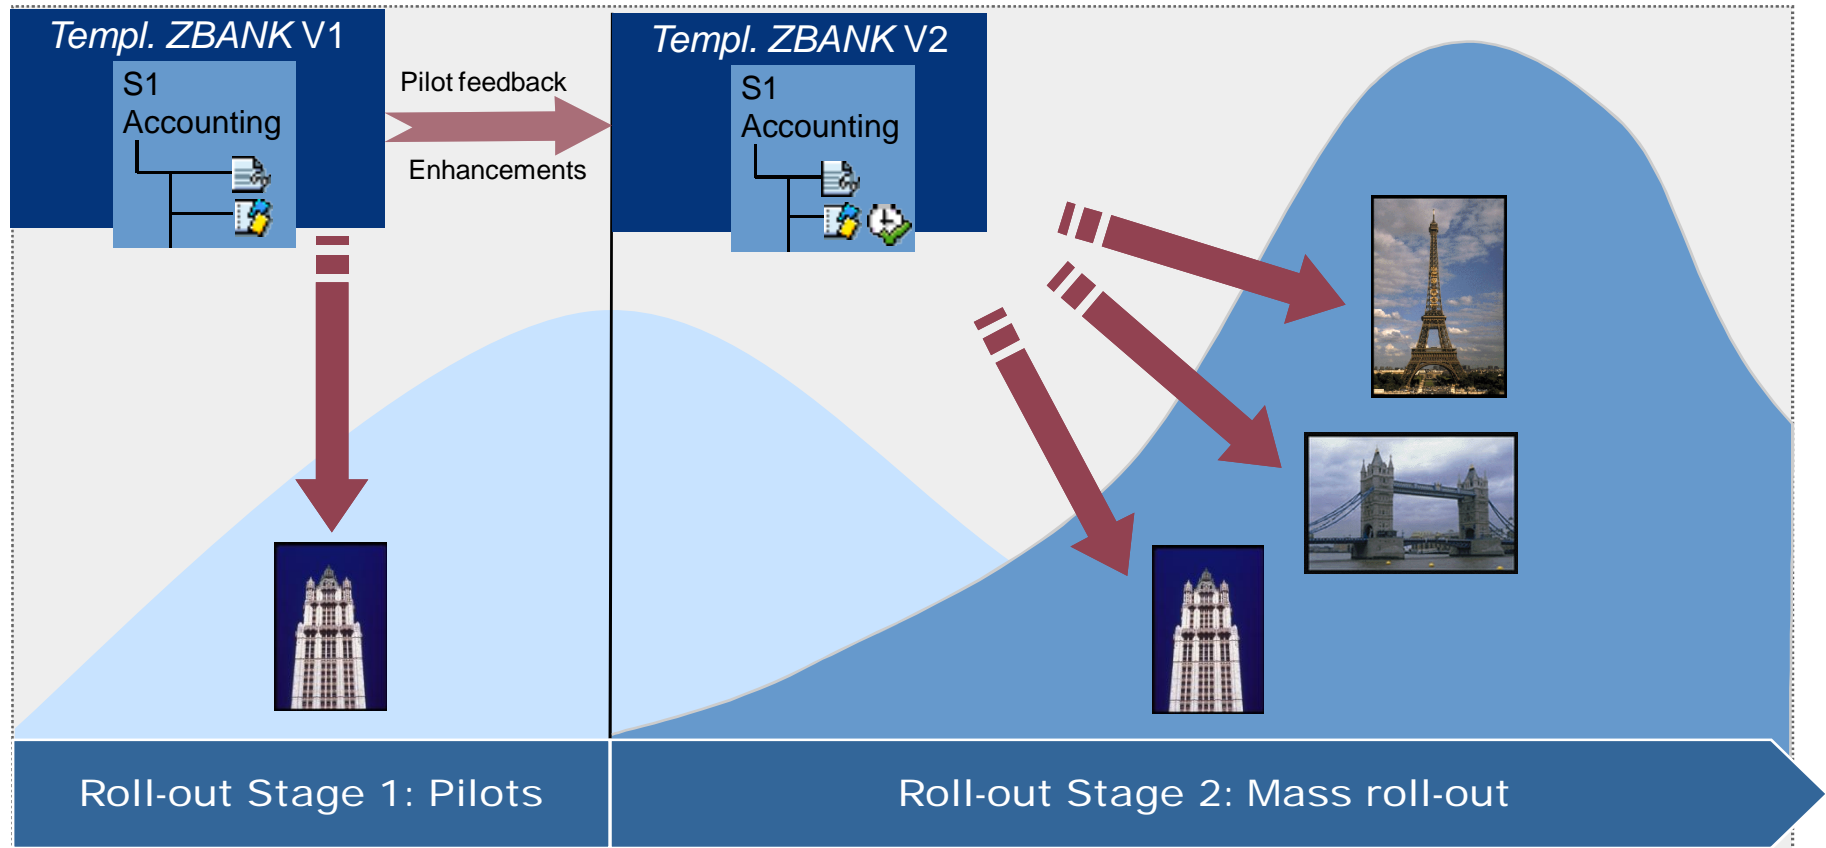 Templ. ZBANK V1
S1
Accounting
Pilot feedback
Enhancements
Templ. ZBANK V2
S1
Accounting
Roll-out Stage 1: Pilots
Roll-out Stage 2: Mass roll-out